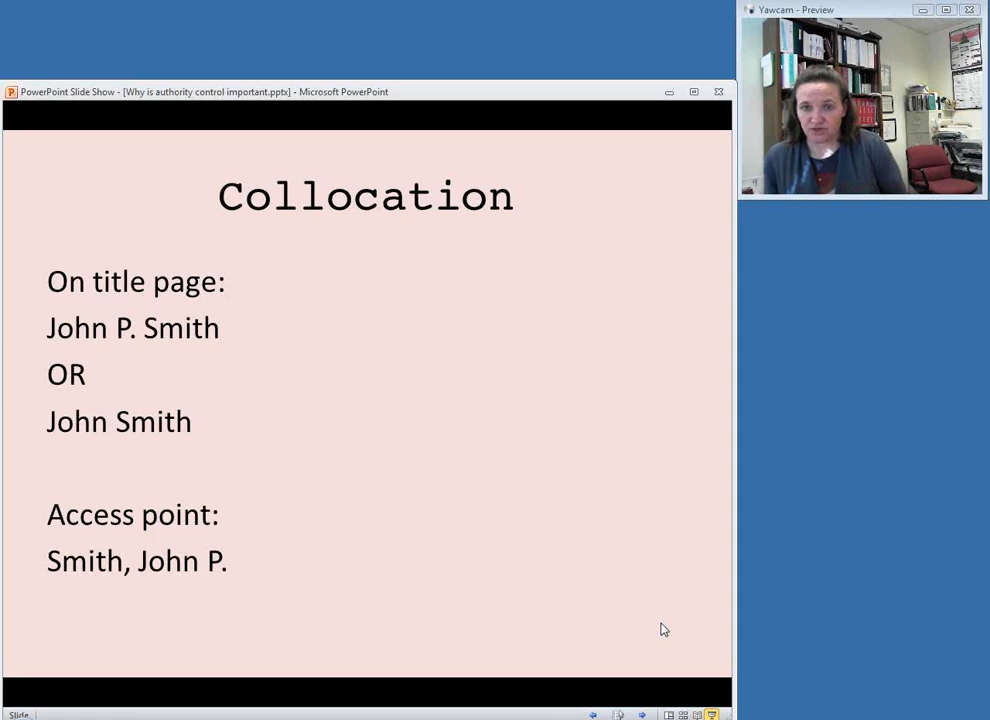 Yawcam - Preview
PowerPoint Slide Show - [Why is authority control important.pptx] - Microsoft PowerPoint
Collocation
On title page:
John P. Smith
OR
John Smith
Access point:
Smith, John P.
Slide